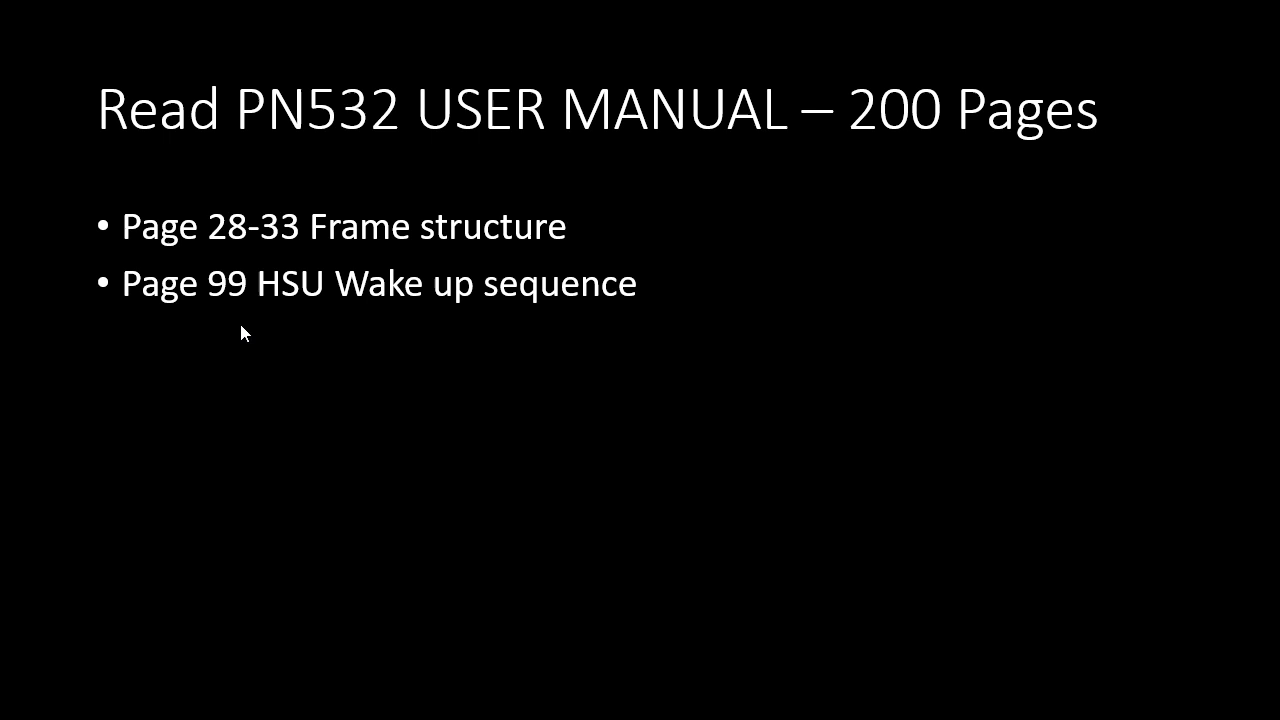 Read PN532 USER MANUAL – 200 Pages
• Page 28-33 Frame structure
• Page 99 HSU Wake up sequence